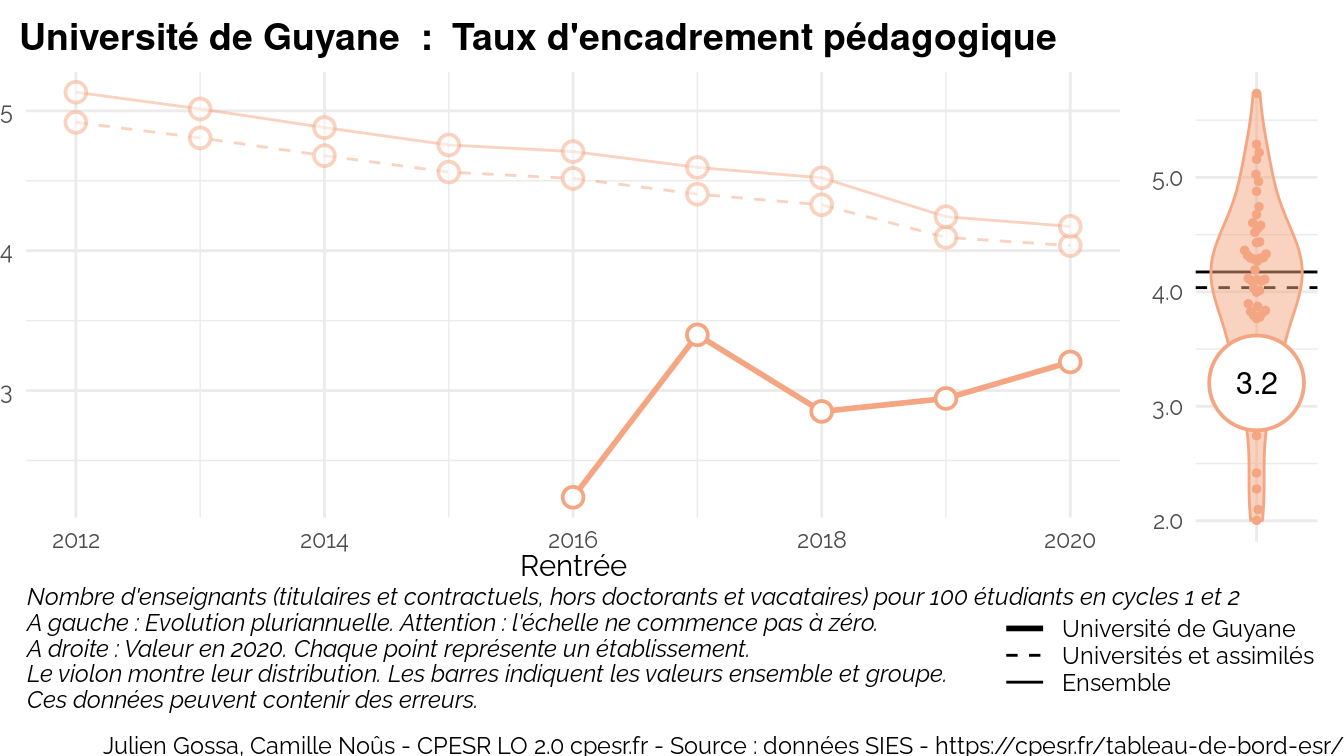 Université de Guyane : Taux d'encadrement pédagogique
5
4
3
2012 2014 2016 2018 2020
Rentrée
5.0
4.0
3.0
2.0
3.2
Nombre d'enseignants (titulaires et contractuels, hors doctorants et vacataires) pour 100 étudiants en cycles 1 et 2
A gauche : Evolution pluriannuelle. Attention : l'échelle ne commence pas à zéro.
A droite : Valeur en 2020. Chaque point représente un établissement.
Le violon montre leur distribution. Les barres indiquent les valeurs ensemble et groupe.
Ces données peuvent contenir des erreurs.
Université de Guyane
Universités et assimilés
Ensemble
Julien Gossa, Camille Noûs - CPESR LO 2.0 cpesr.fr - Source : données SIES - https://cpesr.fr/tableau-de-bord-esr/